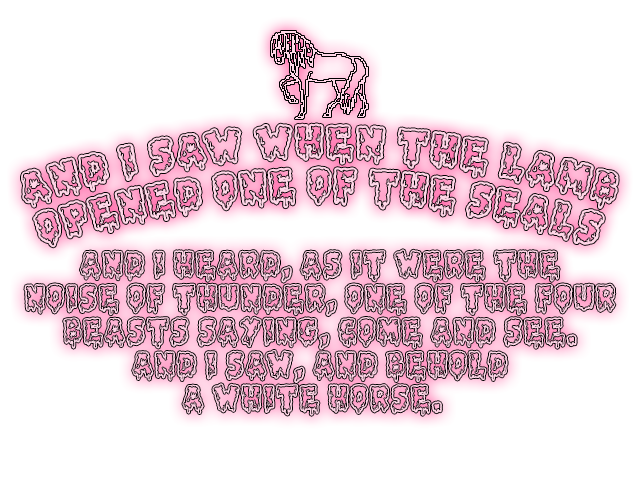 AND I SAW WHEN THE LAMB
OPENED ONE OF THE SEALS
AND I HEARD, AS IT WERE THE
NOISE OF THUNDER, ONE OF THE FOUR
BEASTS SAYING, COME AND SEE.
AND I SAW, AND BEHOLD
A WHITE HORSE.